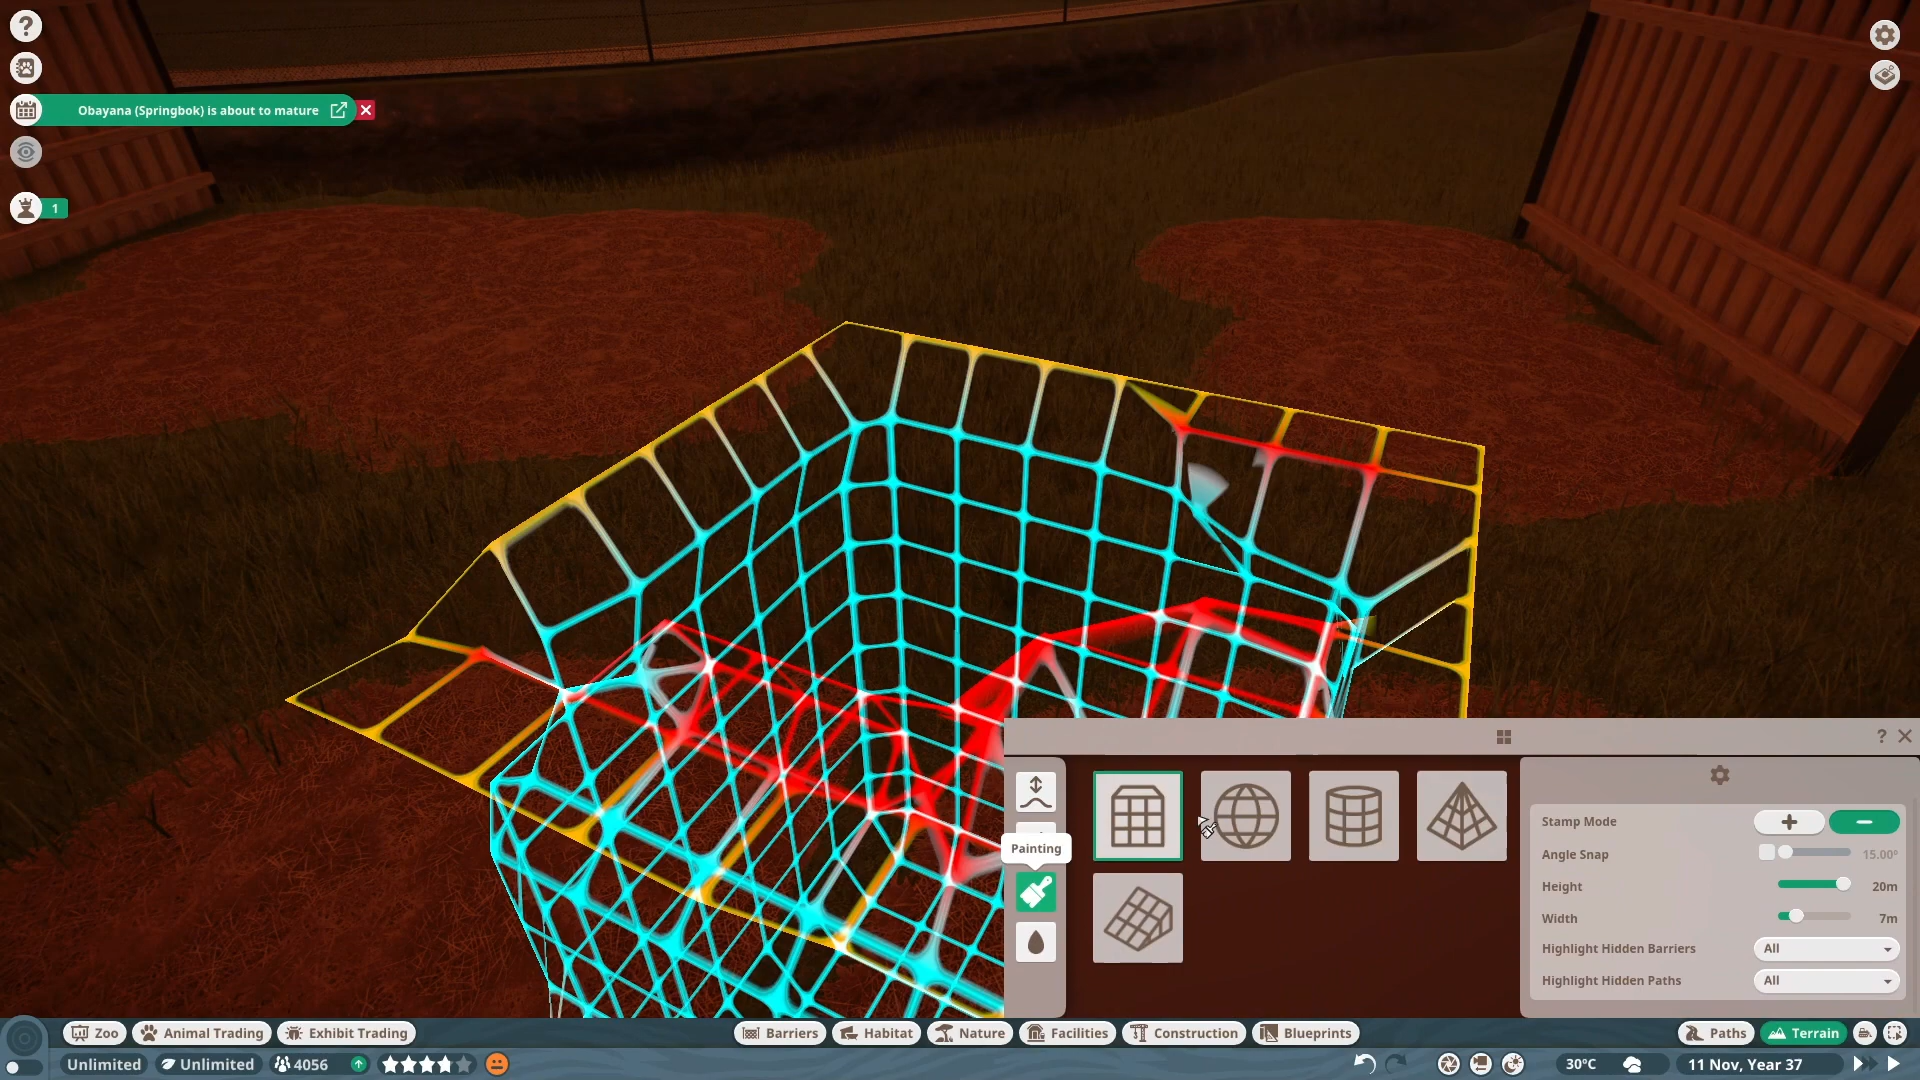 ?
Obayana (Springbok) is about to mature
1
?
Painting
Stamp Mode
Angle Snap 15.00°
Height 20m
Width 7m
Highlight Hidden Barriers All
Highlight Hidden Paths All
Zoo Animal Trading Exhibit Trading Barriers Habitat Nature Facilities Construction Blueprints Paths Terrain
Unlimited Unlimited 4056 30°C 11 Nov, Year 37